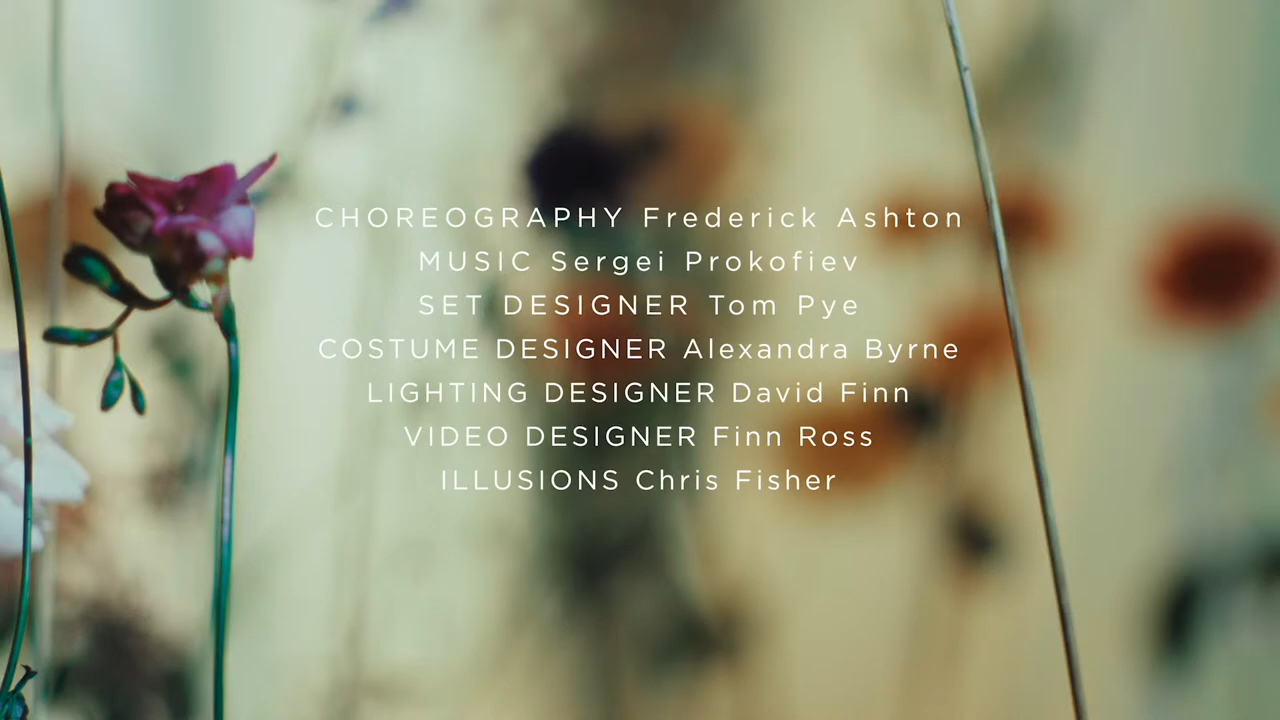 CHOREOGRAPHY Frederick Ashton
MUSIC Sergei Prokofiev
SET DESIGNER Tom Pye
COSTUME DESIGNER Alexandra Byrne
LIGHTING DESIGNER David Finn
VIDEO DESIGNER Finn Ross
ILLUSIONS Chris Fisher